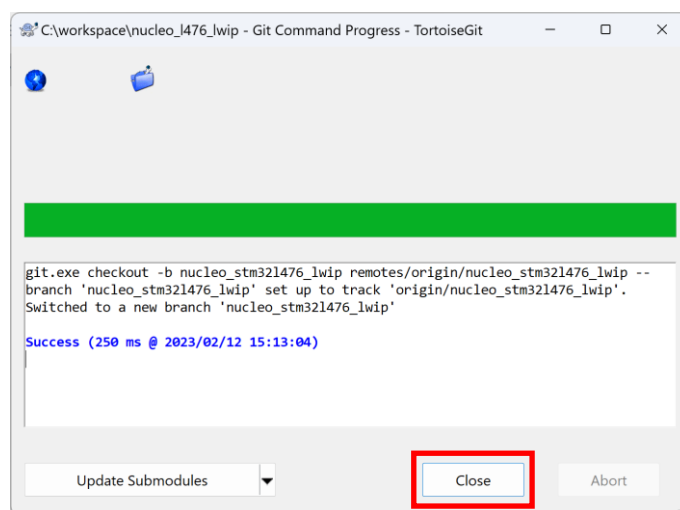 C:\workspace\nucleo_l476_lwip - Git Command Progress - TortoiseGit
git.exe checkout -b nucleo_stm32l476_lwip remotes/origin/nucleo_stm32l476_lwip --
branch 'nucleo_stm32l476_lwip' set up to track 'origin/nucleo_stm32l476_lwip'.
Switched to a new branch 'nucleo_stm32l476_lwip'
Success (250 ms @ 2023/02/12 15:13:04)
Update Submodules
Close
Abort